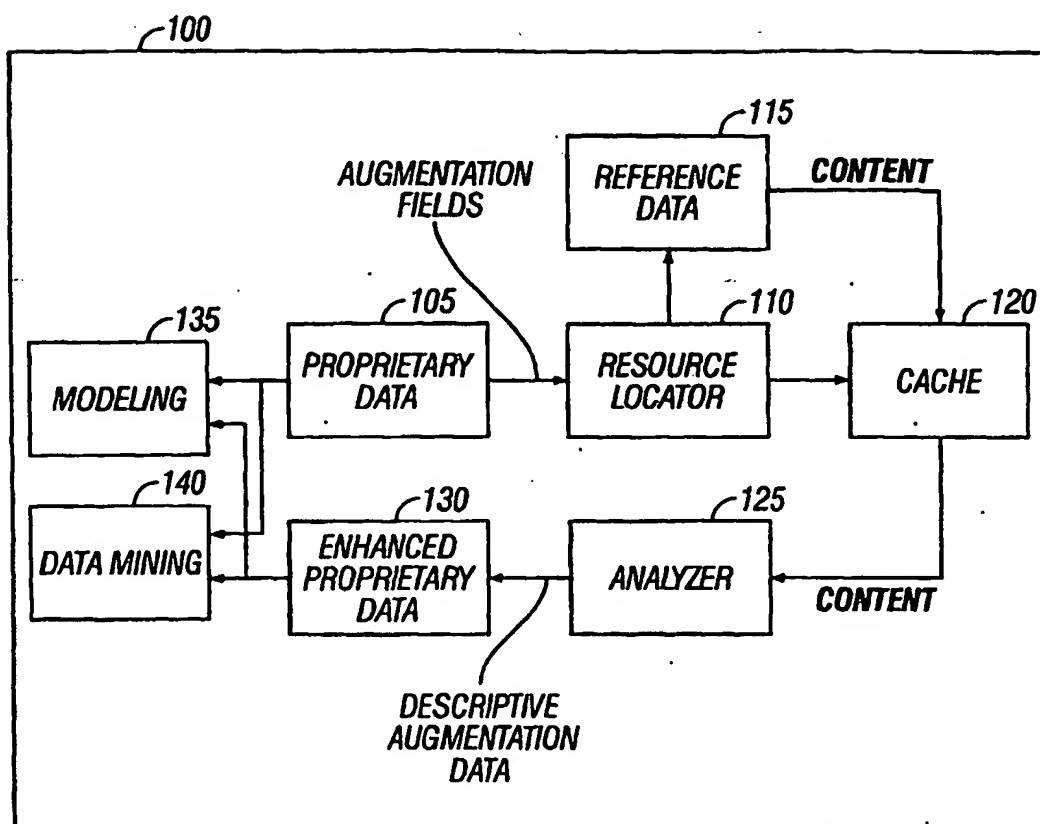 100
115
AUGMENTATION
FIELDS
REFERENCE
DATA
CONTENT
135
105
110
120
MODELING
PROPRIETARY
DATA
RESOURCE
LOCATOR
CACHE
140
130
125
DATA MINING
ENHANCED
PROPRIETARY
DATA
ANALYZER
CONTENT
DESCRIPTIVE
AUGMENTATION
DATA